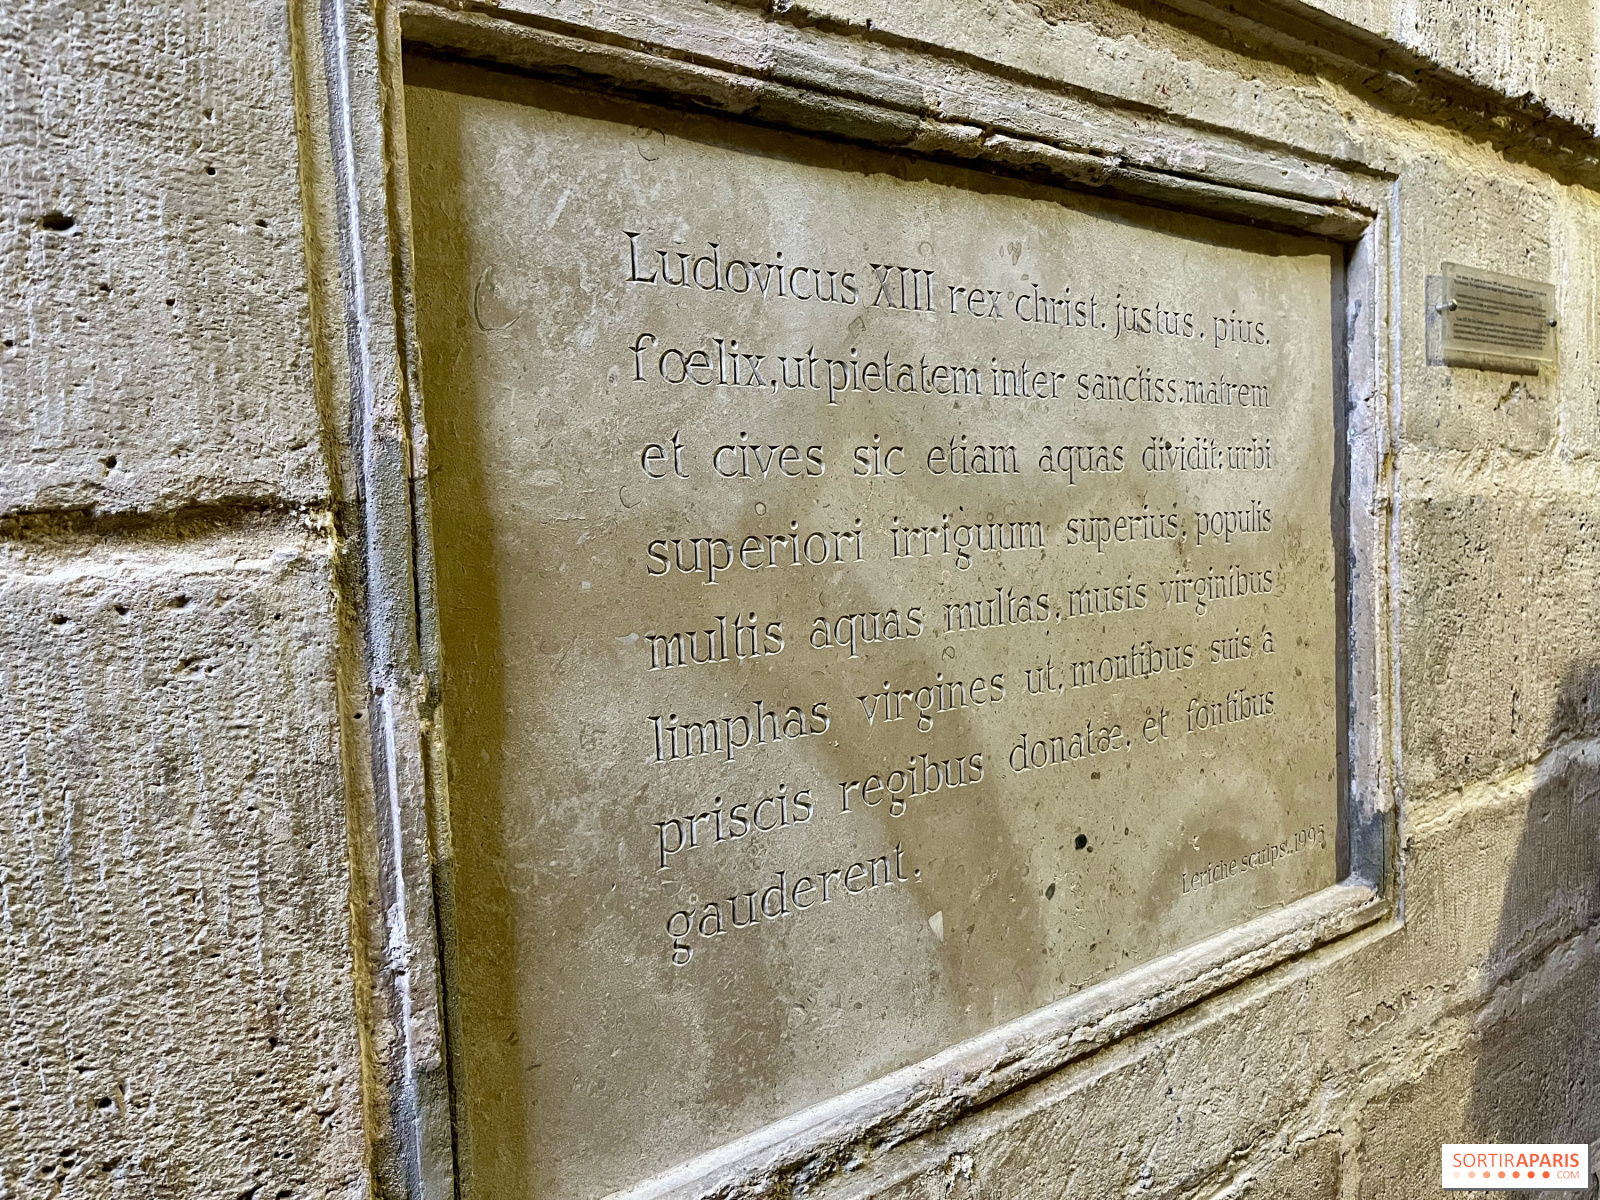 Ludovicus XIII rex christ. justus. pius.
fœlix, ut pietatem inter sanctiss. matrem
et cives sic etiam aquas dividit; urbi
superiori irriguum superius, populis
multis aquas multas, musis virginibus
limphas virgines ut, montibus suis a
priscis regibus donatæ, et fontibus
gauderent.
Leriche sculps. 1995
SORTIRAPARIS
.COM